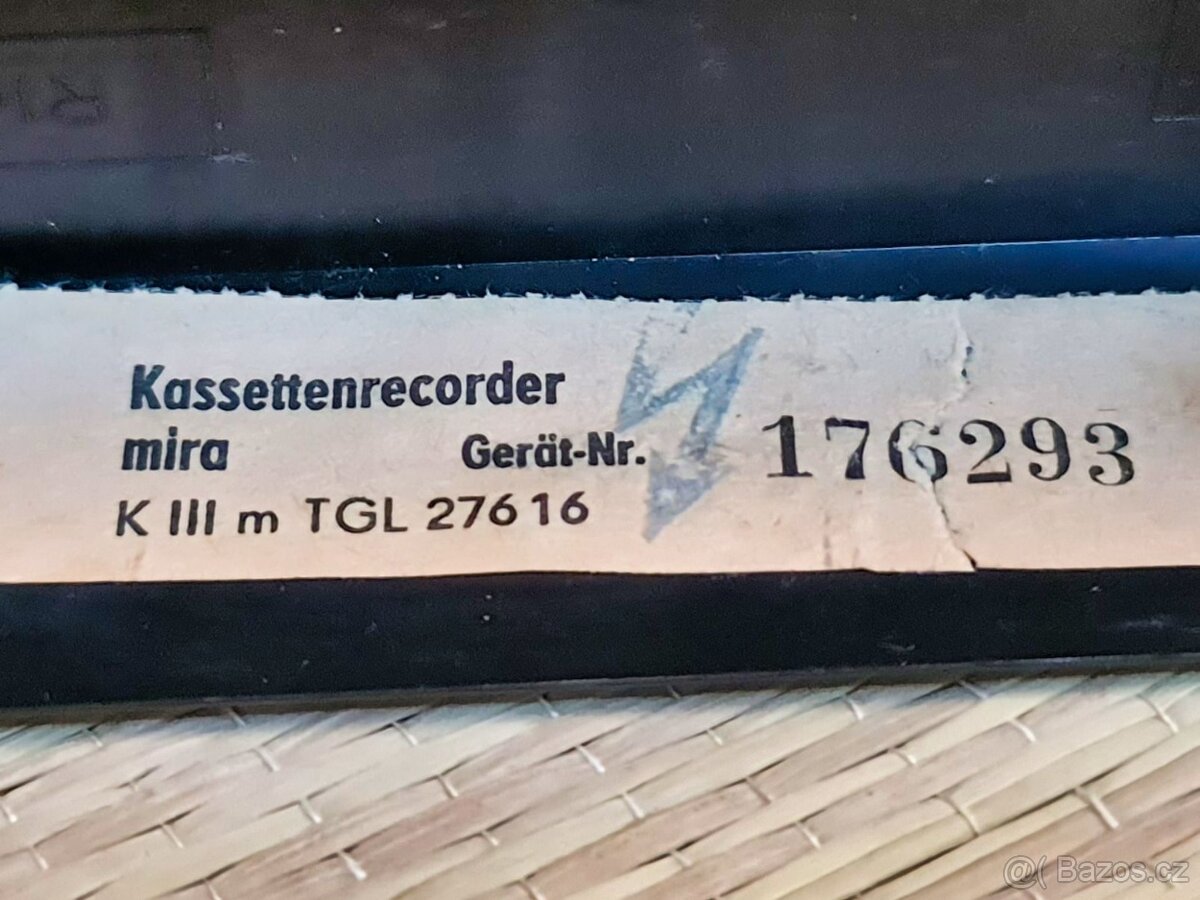 Kassettenrecorder
mira Gerät-Nr. 176293
K III m TGL 27616
Bazos.cz